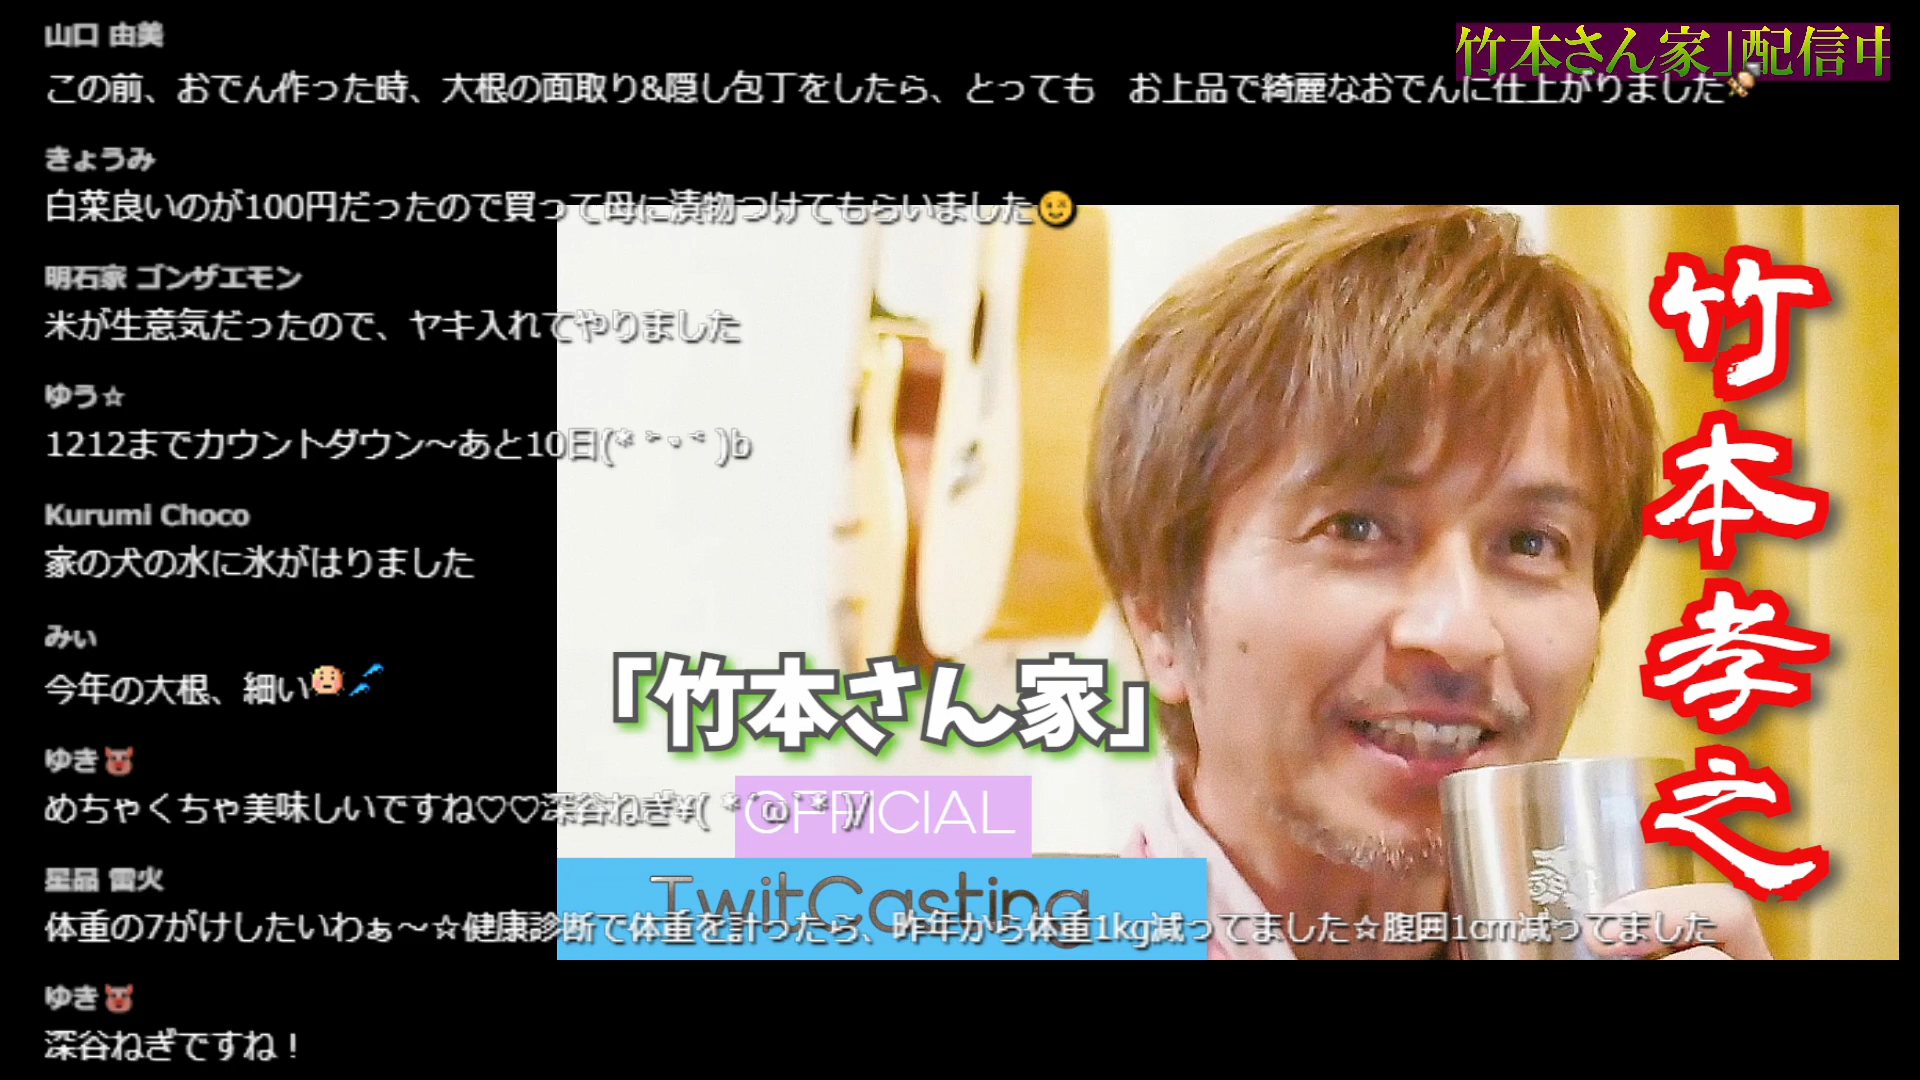 山口 由美
竹本さん家」配信中
この前、おでん作った時、大根の面取り&隠し包丁をしたら、とっても　お上品で綺麗なおでんに仕上がりました🍢
きょうみ
白菜良いのが100円だったので買って母に漬物つけてもらいました😉
明石家 ゴンザエモン
米が生意気だったので、ヤキ入れてやりました
ゆう☆
1212までカウントダウン〜あと10日(* ˃̵ᴗ˂̵ )b
Kurumi Choco
家の犬の水に氷がはりました
みぃ
今年の大根、細い
ゆき👹
めちゃくちゃ美味しいですね♡♡深谷ねぎ¥( *´ω`* )/
星品 雷火
体重の7がけしたいわぁ〜☆健康診断で体重を計ったら、昨年から体重1kg減ってました☆腹囲1cm減ってました
ゆき👹
深谷ねぎですね！
竹本孝之
「竹本さん家」
OFFICIAL
TwitCasting